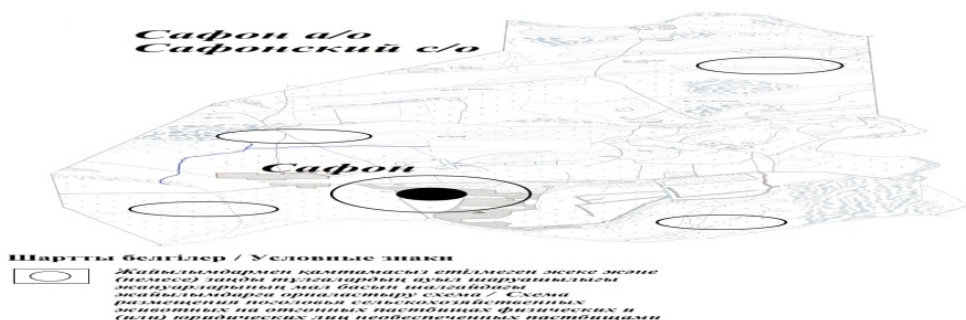 Сафон а/о
Сафонский с/о
Сафон
Шартты белгілер / Условные знаки
Жайылымдармен қамтамасыз етілмеген жеке және
(немесе) заңды тұлғалардың ауыл шаруашылығы
жануарларының мал басын шалғайдағы
жайылымдарға орналастыру схема / Схема
размещения поголовья сельскохозяйственных
животных на отгонных пастбищах физических и
(или) юридических лиц необеспеченных пастбищами